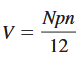 V = Npn / 12